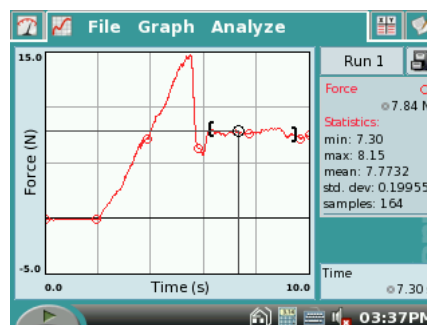 File Graph Analyze
15.0
Force (N)
-5.0
0.0 Time (s) 10.0
Run 1
Force
7.84 N
Statistics:
min: 7.30
max: 8.15
mean: 7.7732
std. dev: 0.19955
samples: 164
Time
7.30
03:37PM